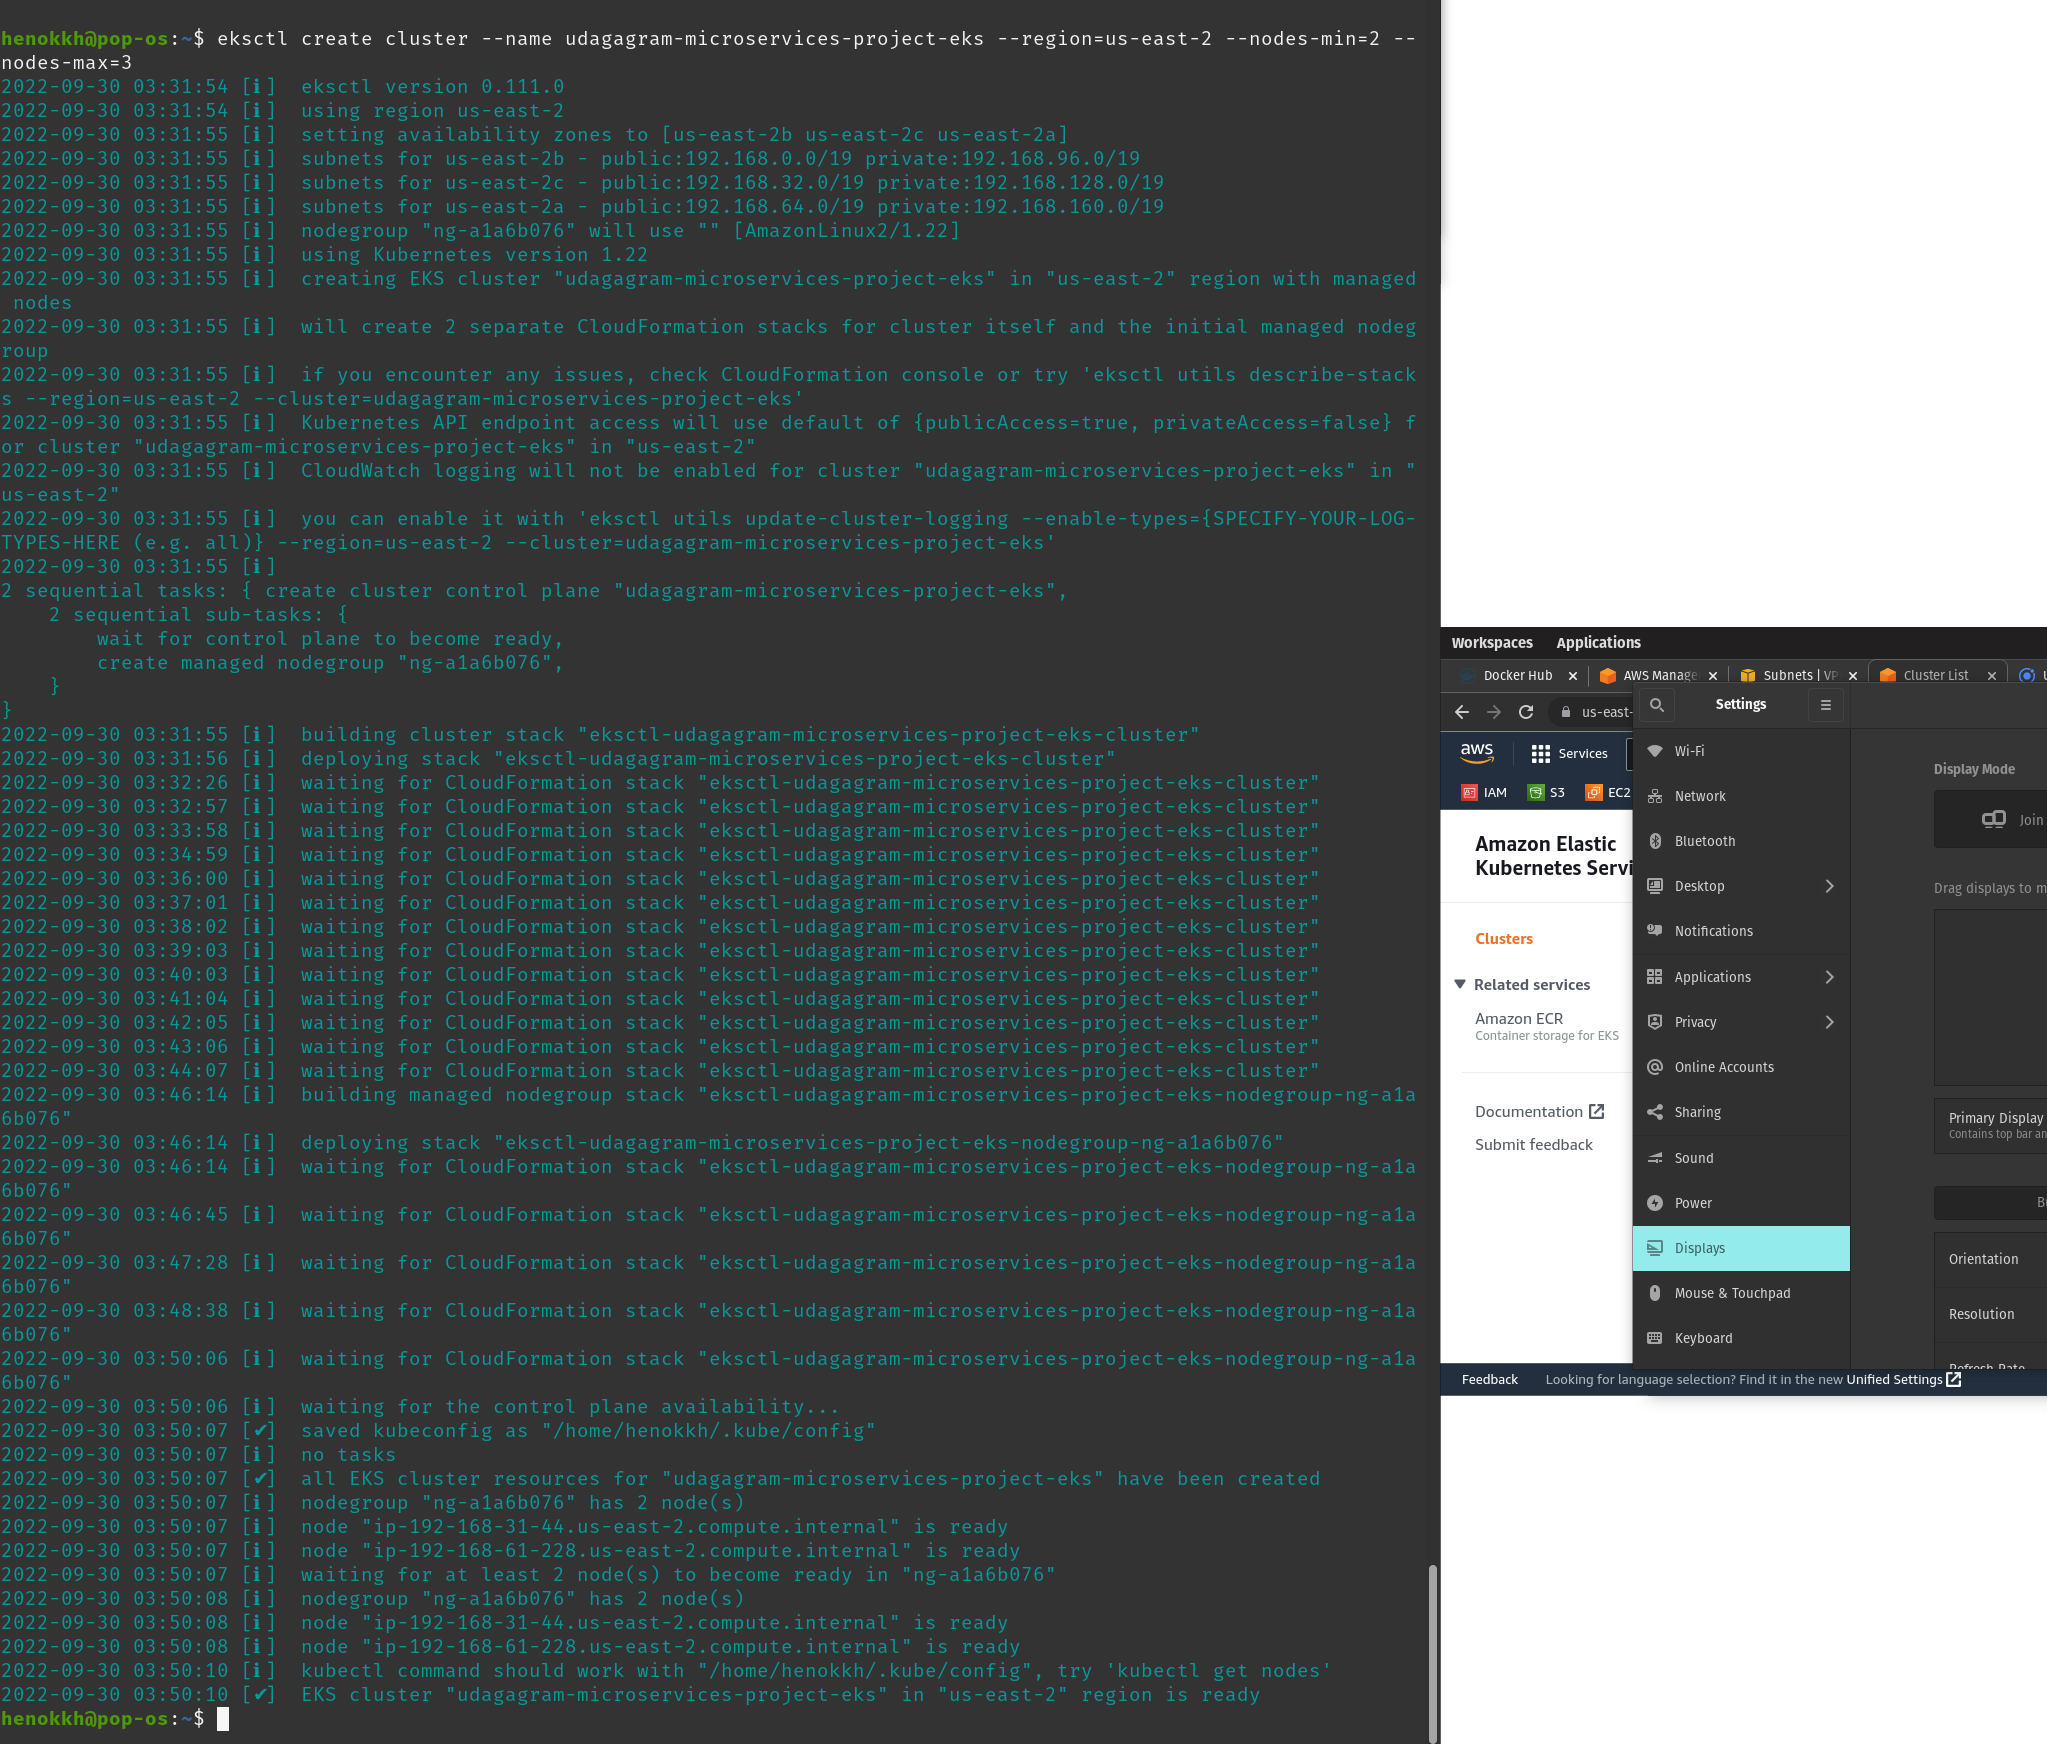 henokkh@pop-os:~$ eksctl create cluster --name udagagram-microservices-project-eks --region=us-east-2 --nodes-min=2 --
nodes-max=3
2022-09-30 03:31:54 [ℹ]  eksctl version 0.111.0
2022-09-30 03:31:54 [ℹ]  using region us-east-2
2022-09-30 03:31:55 [ℹ]  setting availability zones to [us-east-2b us-east-2c us-east-2a]
2022-09-30 03:31:55 [ℹ]  subnets for us-east-2b - public:192.168.0.0/19 private:192.168.96.0/19
2022-09-30 03:31:55 [ℹ]  subnets for us-east-2c - public:192.168.32.0/19 private:192.168.128.0/19
2022-09-30 03:31:55 [ℹ]  subnets for us-east-2a - public:192.168.64.0/19 private:192.168.160.0/19
2022-09-30 03:31:55 [ℹ]  nodegroup "ng-a1a6b076" will use "" [AmazonLinux2/1.22]
2022-09-30 03:31:55 [ℹ]  using Kubernetes version 1.22
2022-09-30 03:31:55 [ℹ]  creating EKS cluster "udagagram-microservices-project-eks" in "us-east-2" region with managed
 nodes
2022-09-30 03:31:55 [ℹ]  will create 2 separate CloudFormation stacks for cluster itself and the initial managed nodeg
roup
2022-09-30 03:31:55 [ℹ]  if you encounter any issues, check CloudFormation console or try 'eksctl utils describe-stack
s --region=us-east-2 --cluster=udagagram-microservices-project-eks'
2022-09-30 03:31:55 [ℹ]  Kubernetes API endpoint access will use default of {publicAccess=true, privateAccess=false} f
or cluster "udagagram-microservices-project-eks" in "us-east-2"
2022-09-30 03:31:55 [ℹ]  CloudWatch logging will not be enabled for cluster "udagagram-microservices-project-eks" in "
us-east-2"
2022-09-30 03:31:55 [ℹ]  you can enable it with 'eksctl utils update-cluster-logging --enable-types={SPECIFY-YOUR-LOG-
TYPES-HERE (e.g. all)} --region=us-east-2 --cluster=udagagram-microservices-project-eks'
2022-09-30 03:31:55 [ℹ]
2 sequential tasks: { create cluster control plane "udagagram-microservices-project-eks",
    2 sequential sub-tasks: {
        wait for control plane to become ready,
        create managed nodegroup "ng-a1a6b076",
    }
}
2022-09-30 03:31:55 [ℹ]  building cluster stack "eksctl-udagagram-microservices-project-eks-cluster"
2022-09-30 03:31:56 [ℹ]  deploying stack "eksctl-udagagram-microservices-project-eks-cluster"
2022-09-30 03:32:26 [ℹ]  waiting for CloudFormation stack "eksctl-udagagram-microservices-project-eks-cluster"
2022-09-30 03:32:57 [ℹ]  waiting for CloudFormation stack "eksctl-udagagram-microservices-project-eks-cluster"
2022-09-30 03:33:58 [ℹ]  waiting for CloudFormation stack "eksctl-udagagram-microservices-project-eks-cluster"
2022-09-30 03:34:59 [ℹ]  waiting for CloudFormation stack "eksctl-udagagram-microservices-project-eks-cluster"
2022-09-30 03:36:00 [ℹ]  waiting for CloudFormation stack "eksctl-udagagram-microservices-project-eks-cluster"
2022-09-30 03:37:01 [ℹ]  waiting for CloudFormation stack "eksctl-udagagram-microservices-project-eks-cluster"
2022-09-30 03:38:02 [ℹ]  waiting for CloudFormation stack "eksctl-udagagram-microservices-project-eks-cluster"
2022-09-30 03:39:03 [ℹ]  waiting for CloudFormation stack "eksctl-udagagram-microservices-project-eks-cluster"
2022-09-30 03:40:03 [ℹ]  waiting for CloudFormation stack "eksctl-udagagram-microservices-project-eks-cluster"
2022-09-30 03:41:04 [ℹ]  waiting for CloudFormation stack "eksctl-udagagram-microservices-project-eks-cluster"
2022-09-30 03:42:05 [ℹ]  waiting for CloudFormation stack "eksctl-udagagram-microservices-project-eks-cluster"
2022-09-30 03:43:06 [ℹ]  waiting for CloudFormation stack "eksctl-udagagram-microservices-project-eks-cluster"
2022-09-30 03:44:07 [ℹ]  waiting for CloudFormation stack "eksctl-udagagram-microservices-project-eks-cluster"
2022-09-30 03:46:14 [ℹ]  building managed nodegroup stack "eksctl-udagagram-microservices-project-eks-nodegroup-ng-a1a
6b076"
2022-09-30 03:46:14 [ℹ]  deploying stack "eksctl-udagagram-microservices-project-eks-nodegroup-ng-a1a6b076"
2022-09-30 03:46:14 [ℹ]  waiting for CloudFormation stack "eksctl-udagagram-microservices-project-eks-nodegroup-ng-a1a
6b076"
2022-09-30 03:46:45 [ℹ]  waiting for CloudFormation stack "eksctl-udagagram-microservices-project-eks-nodegroup-ng-a1a
6b076"
2022-09-30 03:47:28 [ℹ]  waiting for CloudFormation stack "eksctl-udagagram-microservices-project-eks-nodegroup-ng-a1a
6b076"
2022-09-30 03:48:38 [ℹ]  waiting for CloudFormation stack "eksctl-udagagram-microservices-project-eks-nodegroup-ng-a1a
6b076"
2022-09-30 03:50:06 [ℹ]  waiting for CloudFormation stack "eksctl-udagagram-microservices-project-eks-nodegroup-ng-a1a
6b076"
2022-09-30 03:50:06 [ℹ]  waiting for the control plane availability...
2022-09-30 03:50:07 [✔]  saved kubeconfig as "/home/henokkh/.kube/config"
2022-09-30 03:50:07 [ℹ]  no tasks
2022-09-30 03:50:07 [✔]  all EKS cluster resources for "udagagram-microservices-project-eks" have been created
2022-09-30 03:50:07 [ℹ]  nodegroup "ng-a1a6b076" has 2 node(s)
2022-09-30 03:50:07 [ℹ]  node "ip-192-168-31-44.us-east-2.compute.internal" is ready
2022-09-30 03:50:07 [ℹ]  node "ip-192-168-61-228.us-east-2.compute.internal" is ready
2022-09-30 03:50:07 [ℹ]  waiting for at least 2 node(s) to become ready in "ng-a1a6b076"
2022-09-30 03:50:08 [ℹ]  nodegroup "ng-a1a6b076" has 2 node(s)
2022-09-30 03:50:08 [ℹ]  node "ip-192-168-31-44.us-east-2.compute.internal" is ready
2022-09-30 03:50:08 [ℹ]  node "ip-192-168-61-228.us-east-2.compute.internal" is ready
2022-09-30 03:50:10 [ℹ]  kubectl command should work with "/home/henokkh/.kube/config", try 'kubectl get nodes'
2022-09-30 03:50:10 [✔]  EKS cluster "udagagram-microservices-project-eks" in "us-east-2" region is ready
henokkh@pop-os:~$
Workspaces Applications
Docker Hub AWS Manage Subnets | VP Cluster List
us-east-
aws Services
IAM S3 EC2
Amazon Elastic
Kubernetes Servi
Clusters
Related services
Amazon ECR
Container storage for EKS
Documentation
Submit feedback
Settings
Wi-Fi
Network
Bluetooth
Desktop
Notifications
Applications
Privacy
Online Accounts
Sharing
Sound
Power
Displays
Mouse & Touchpad
Keyboard
Display Mode
Join
Drag displays to m
Primary Display
Contains top bar an
Orientation
Resolution
Refresh Rate
Feedback Looking for language selection? Find it in the new Unified Settings